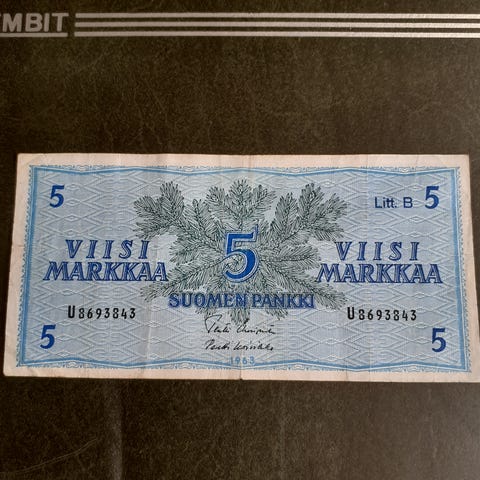 MBIT
5 Litt. B 5
VIISI MARKKAA 5 VIISI MARKKAA
SUOMEN PANKKI
U8693843 U8693843
5 5
1963